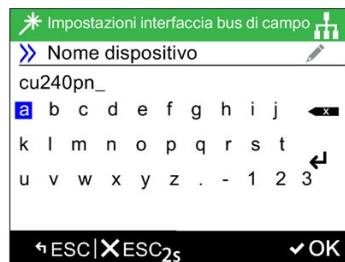 Impostazioni interfaccia bus di campo
Nome dispositivo
cu240pn_
a b c d e f g h i j x
k l m n o p q r s t
u v w x y z . - 1 2 3
ESC|ESC2s OK